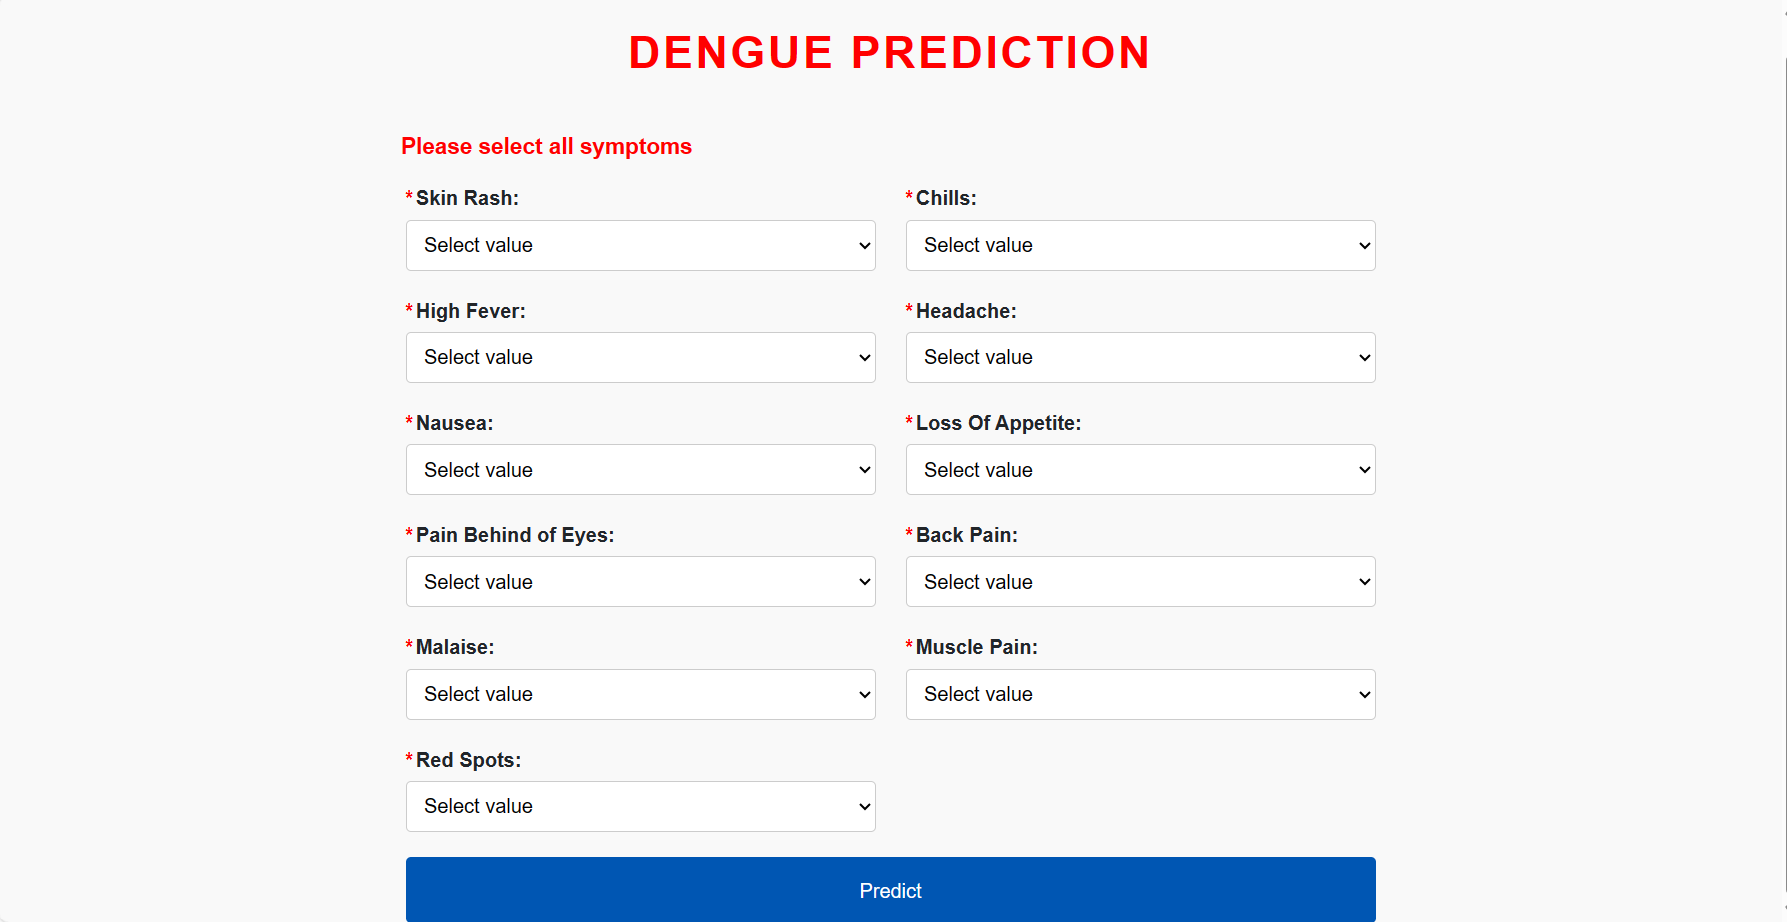 DENGUE PREDICTION
Please select all symptoms
*Skin Rash: *Chills:
Select value Select value
*High Fever: *Headache:
Select value Select value
*Nausea: *Loss Of Appetite:
Select value Select value
*Pain Behind of Eyes: *Back Pain:
Select value Select value
*Malaise: *Muscle Pain:
Select value Select value
*Red Spots:
Select value
Predict